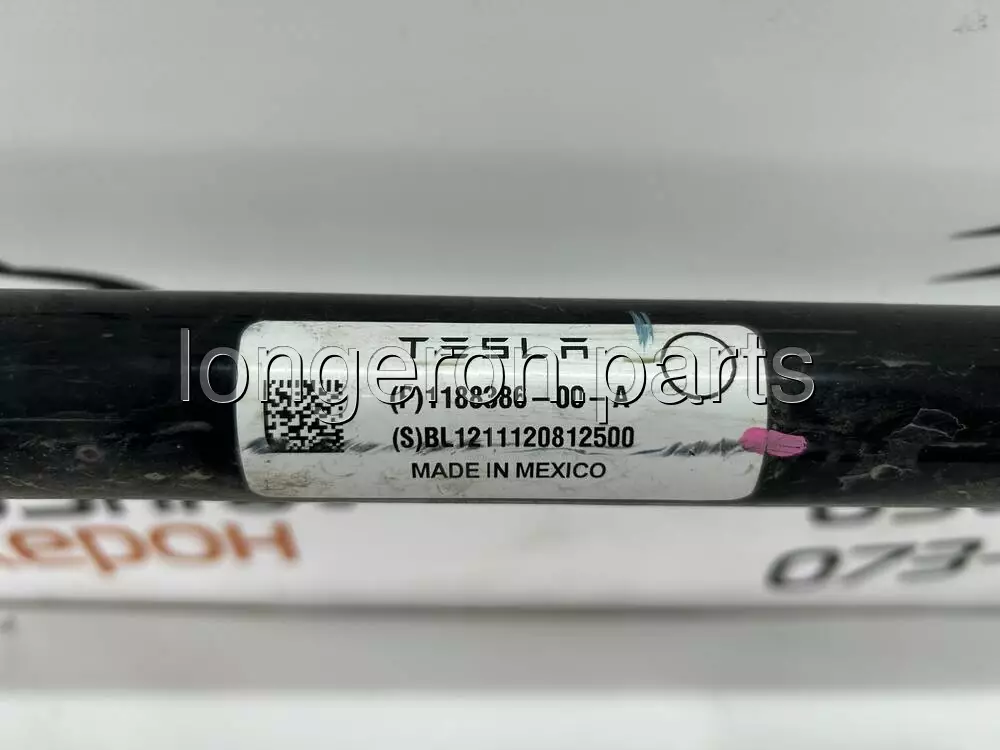 TESLA
longeron parts
(P)1188386-00-A
(S)BL1211120812500
MADE IN MEXICO
073-